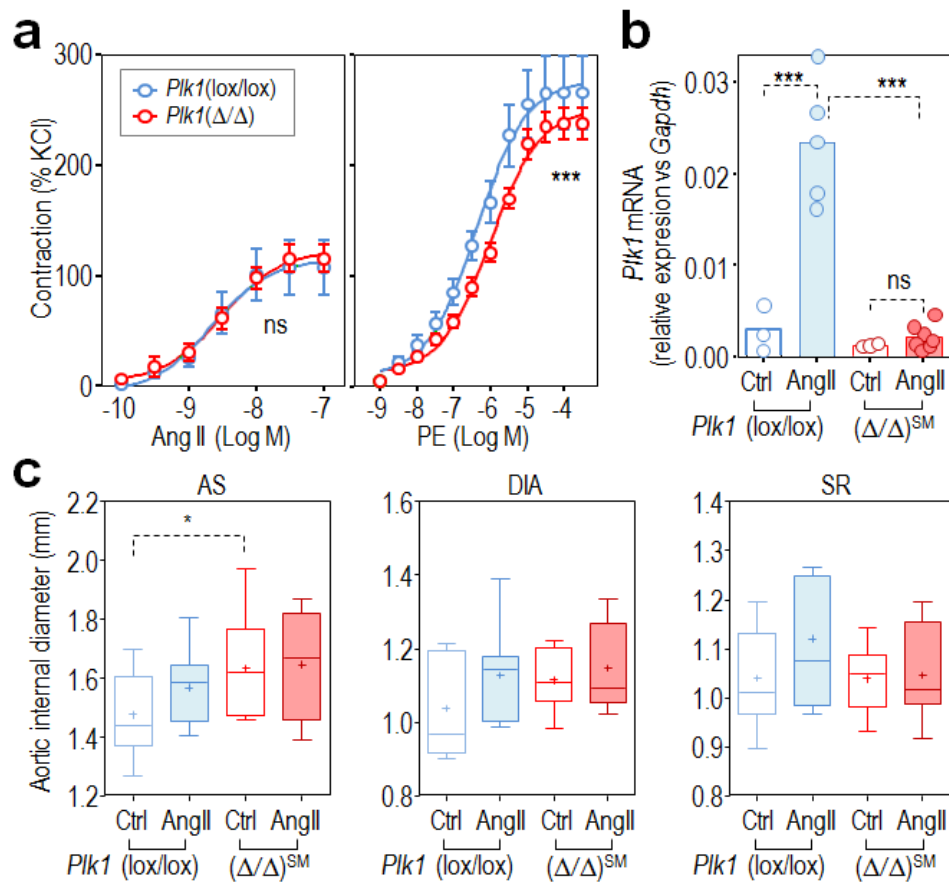 a
300
200
100
0
Contraction (% KCl)
Plk1(lox/lox)
Plk1(Δ/Δ)
ns
***
-10 -9 -8 -7
Ang II (Log M)
-9 -8 -7 -6 -5 -4
PE (Log M)
b
*** ***
0.03
0.02
0.01
0.00
Plk1 mRNA
(relative expresion vs Gapdh)
ns
Ctrl AngII Ctrl AngII
Plk1 (lox/lox) (Δ/Δ)SM
c
AS
2.2
2.0
1.8
1.6
1.4
1.2
Aortic internal diameter (mm)
*
Ctrl AngII Ctrl AngII
Plk1 (lox/lox) (Δ/Δ)SM
DIA
1.6
1.4
1.2
1.0
0.8
Ctrl AngII Ctrl AngII
Plk1 (lox/lox) (Δ/Δ)SM
SR
1.4
1.3
1.2
1.1
1.0
0.9
0.8
Ctrl AngII Ctrl AngII
Plk1 (lox/lox) (Δ/Δ)SM